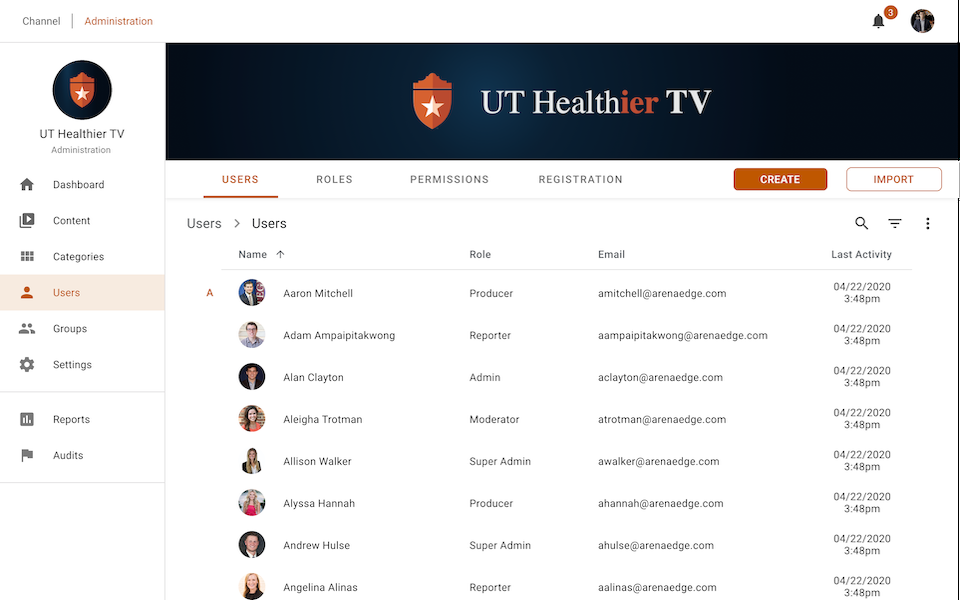 Channel Administration
3
UT Healthier TV
UT Healthier TV
Administration
Dashboard
Content
Categories
Users
Groups
Settings
Reports
Audits
USERS ROLES PERMISSIONS REGISTRATION CREATE IMPORT
Users > Users
Name Role Email Last Activity
A
Aaron Mitchell Producer amitchell@arenaedge.com 04/22/2020
3:48pm
Adam Ampaipitakwong Reporter aampaipitakwong@arenaedge.com 04/22/2020
3:48pm
Alan Clayton Admin aclayton@arenaedge.com 04/22/2020
3:48pm
Aleigha Trotman Moderator atrotman@arenaedge.com 04/22/2020
3:48pm
Allison Walker Super Admin awalker@arenaedge.com 04/22/2020
3:48pm
Alyssa Hannah Producer ahannah@arenaedge.com 04/22/2020
3:48pm
Andrew Hulse Super Admin ahulse@arenaedge.com 04/22/2020
3:48pm
Angelina Alinas Reporter aalinas@arenaedge.com 04/22/2020
3:48pm